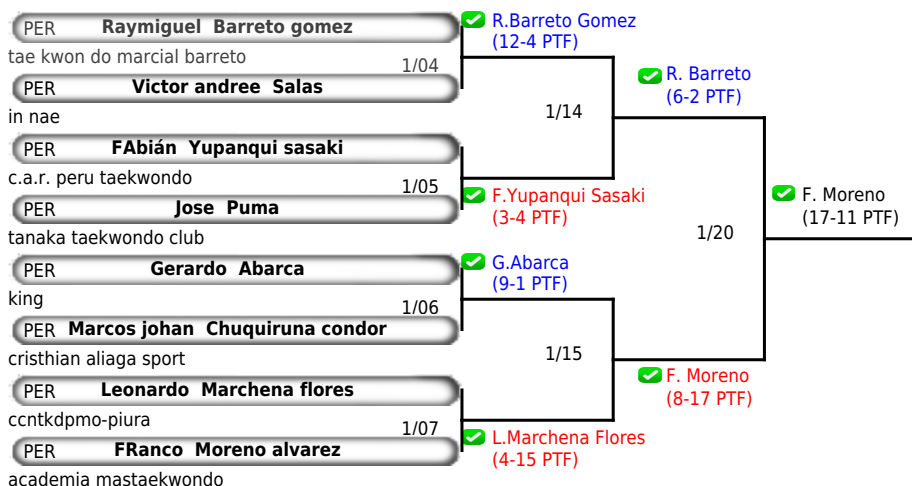 PER Raymiguel Barreto gomez
tae kwon do marcial barreto
1/04
PER Victor andree Salas
in nae
R.Barreto Gomez
(12-4 PTF)
1/14
PER FAbián Yupanqui sasaki
c.a.r. peru taekwondo
1/05
PER Jose Puma
tanaka taekwondo club
F.Yupanqui Sasaki
(3-4 PTF)
R. Barreto
(6-2 PTF)
1/20
F. Moreno
(17-11 PTF)
PER Gerardo Abarca
king
1/06
PER Marcos johan Chuquiruna condor
cristhian aliaga sport
G.Abarca
(9-1 PTF)
1/15
PER Leonardo Marchena flores
ccntkdpmo-piura
1/07
PER FRanco Moreno alvarez
academia mastaekwondo
L.Marchena Flores
(4-15 PTF)
F. Moreno
(8-17 PTF)